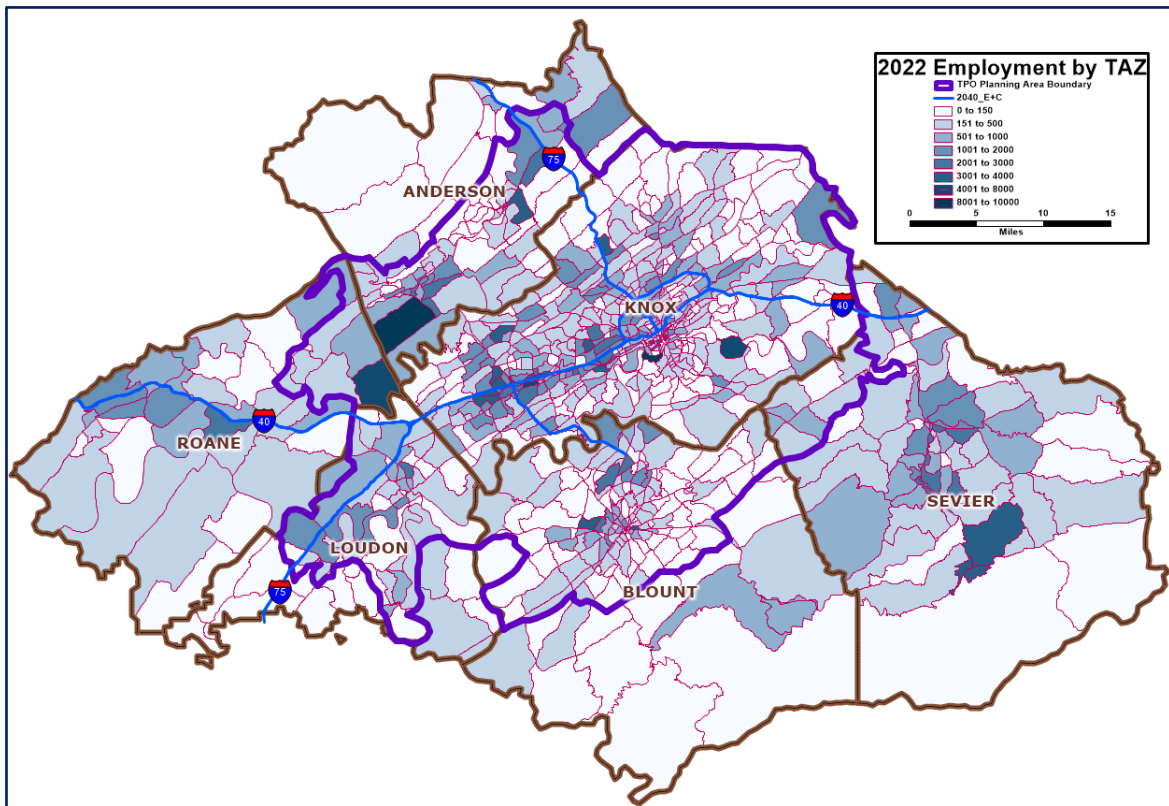 2022 Employment by TAZ
TPO Planning Area Boundary
2040_E+C
0 to 150
151 to 500
501 to 1000
1001 to 2000
2001 to 3000
3001 to 4000
4001 to 8000
8001 to 10000
0 5 10 15
Miles
75
ANDERSON
KNOX
40
40
ROANE
SEVIER
LOUDON
75
BLOUNT